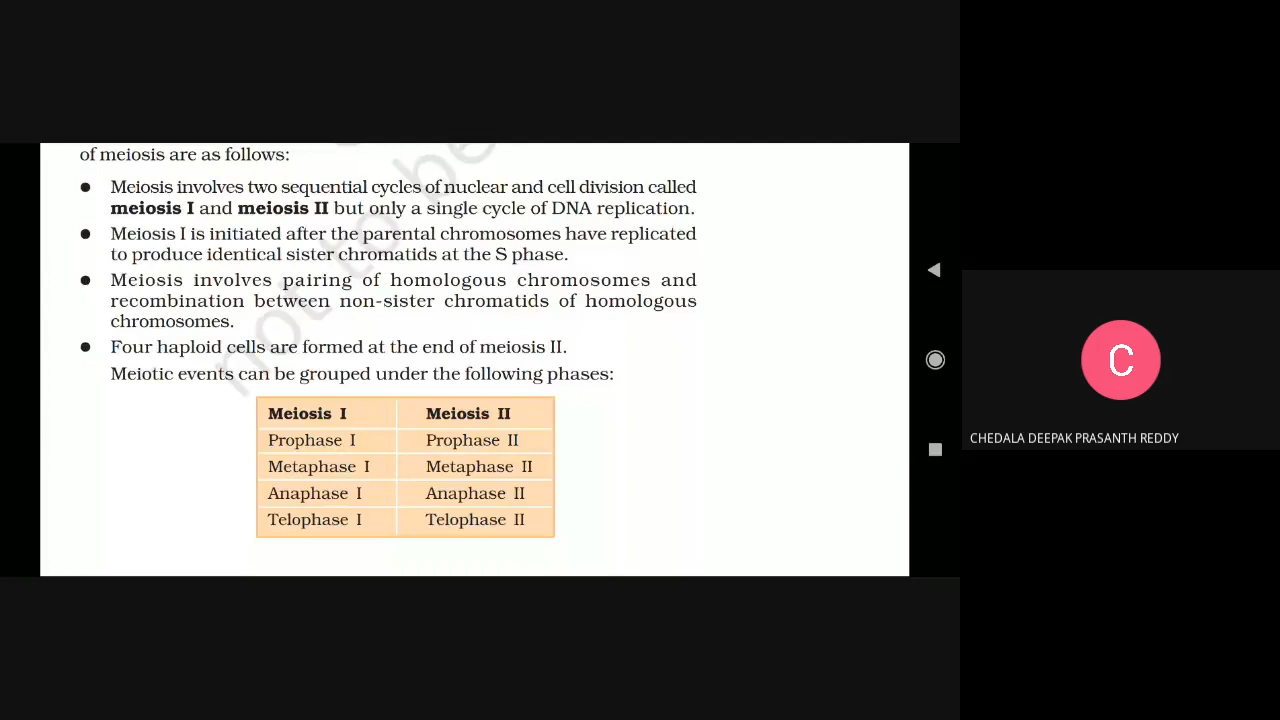 of meiosis are as follows:
● Meiosis involves two sequential cycles of nuclear and cell division called
meiosis I and meiosis II but only a single cycle of DNA replication.
● Meiosis I is initiated after the parental chromosomes have replicated
to produce identical sister chromatids at the S phase.
● Meiosis involves pairing of homologous chromosomes and
recombination between non-sister chromatids of homologous
chromosomes.
● Four haploid cells are formed at the end of meiosis II.
Meiotic events can be grouped under the following phases:
Meiosis I Meiosis II
Prophase I Prophase II
Metaphase I Metaphase II
Anaphase I Anaphase II
Telophase I Telophase II
not to be
C
CHEDALA DEEPAK PRASANTH REDDY